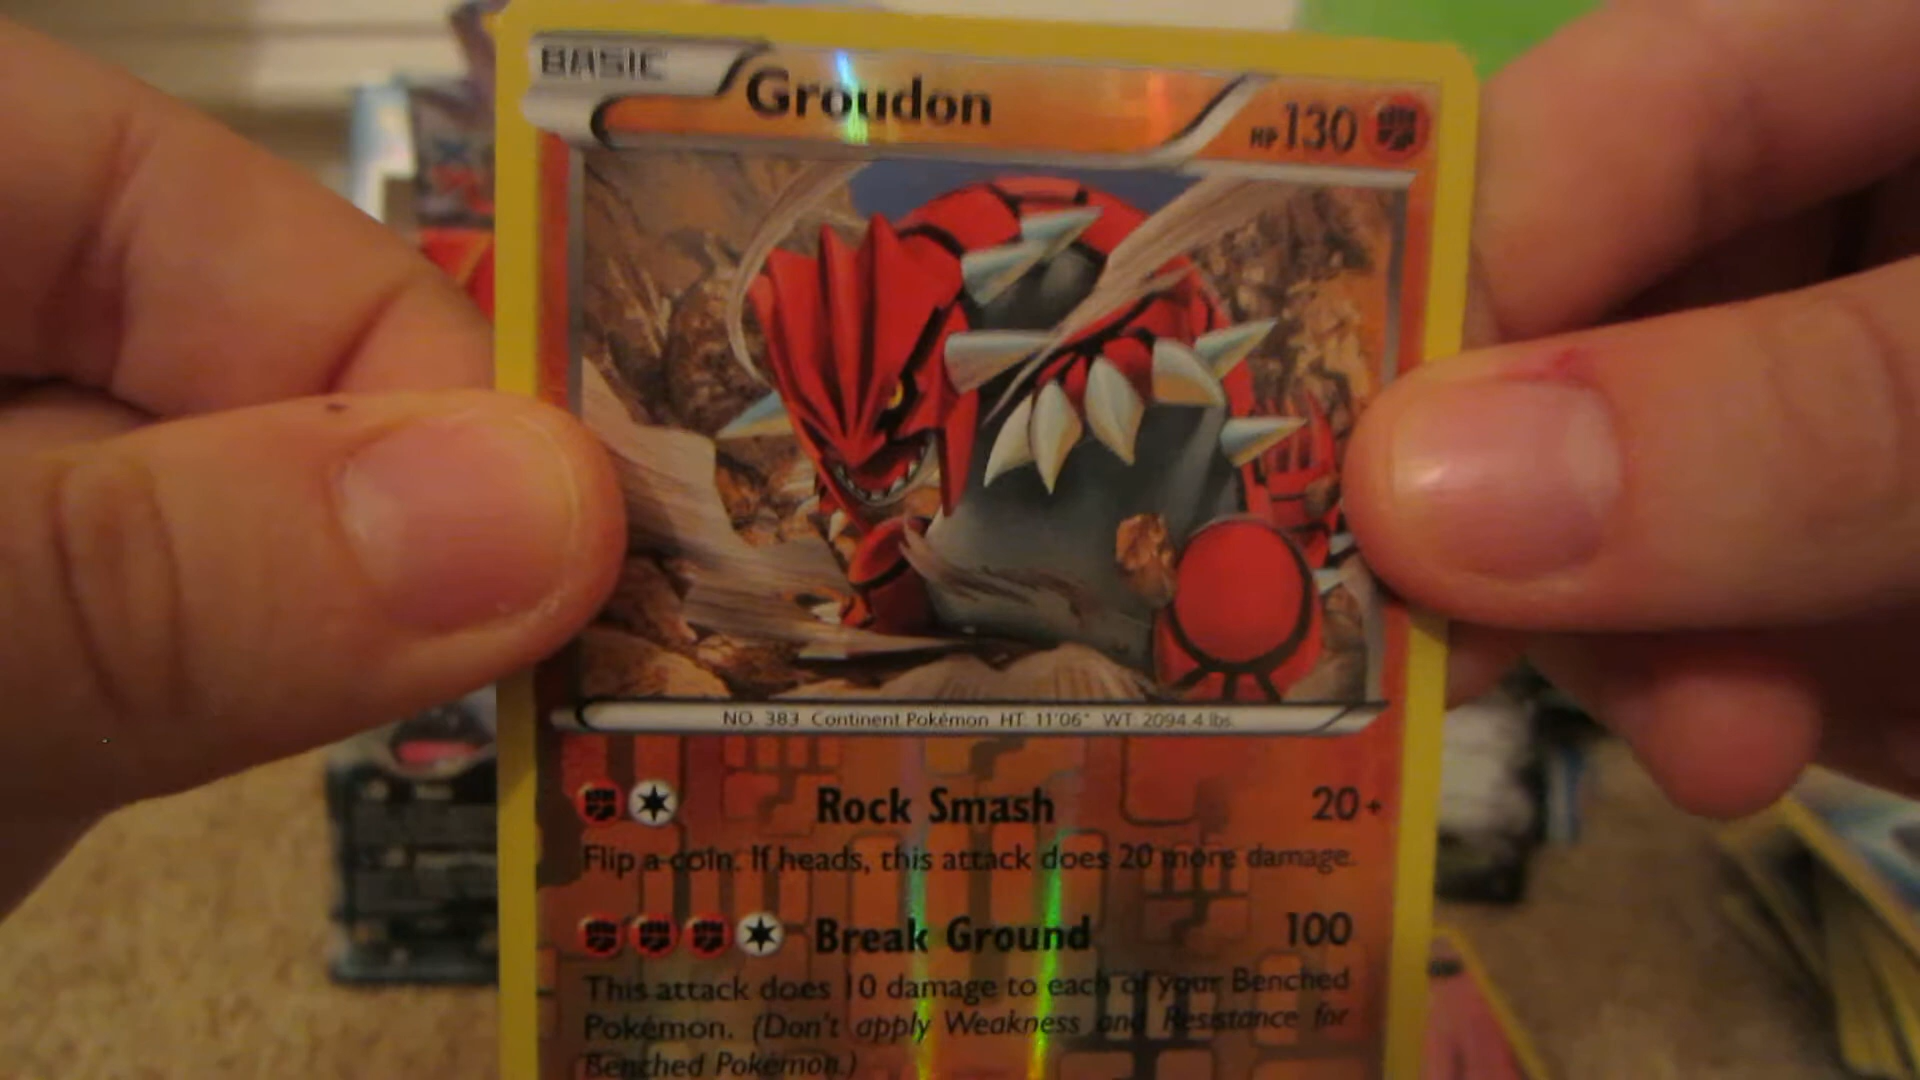 BASIC
Groudon
HP 130
NO. 383 Continent Pokémon HT: 11'06" WT: 2094.4 lbs.
Rock Smash 20+
Flip a coin. If heads, this attack does 20 more damage.
Break Ground 100
This attack does 10 damage to each of your Benched
Pokémon. (Don't apply Weakness and Resistance for
Benched Pokémon.)